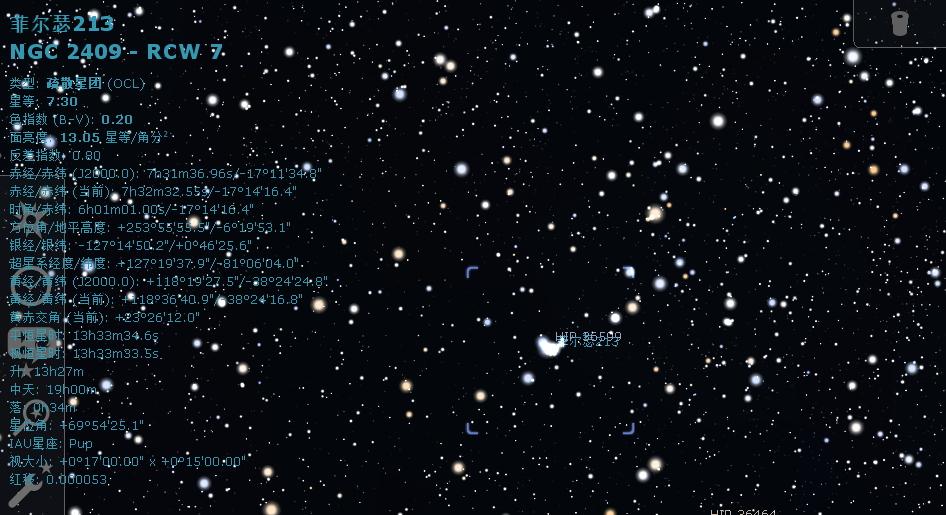 菲尔瑟213
NGC 2409 - RCW 7
类型: 疏散星团 (OCL)
星等: 7.30
色指数 (B-V): 0.20
面亮度: 13.05 星等/角分²
反差指数: 0.80
赤经/赤纬 (J2000.0): 7h31m36.96s/-17°11'34.8"
赤经/赤纬 (当前): 7h32m32.55s/-17°14'16.4"
时角/赤纬: 6h01m01.00s/-17°14'16.4"
方位角/地平高度: +253°55'55.5"/-6°19'53.1"
银经/银纬: -127°14'50.2"/+0°46'25.6"
超星系经度/纬度: +127°19'37.9"/-81°06'04.0"
黄经/黄纬 (J2000.0): +118°19'27.5"/-38°24'24.8"
黄经/黄纬 (当前): +118°36'40.9"/-38°24'16.8"
黄赤交角 (当前): +23°26'12.0"
平恒星时: 13h33m34.6s
视恒星时: 13h33m33.5s
升: 13h27m
中天: 19h00m
落: 0h34m
星位角: +69°54'25.1"
IAU星座: Pup
视大小: +0°17'00.00" x +0°15'00.00"
红移: 0.000053
HIP 36464